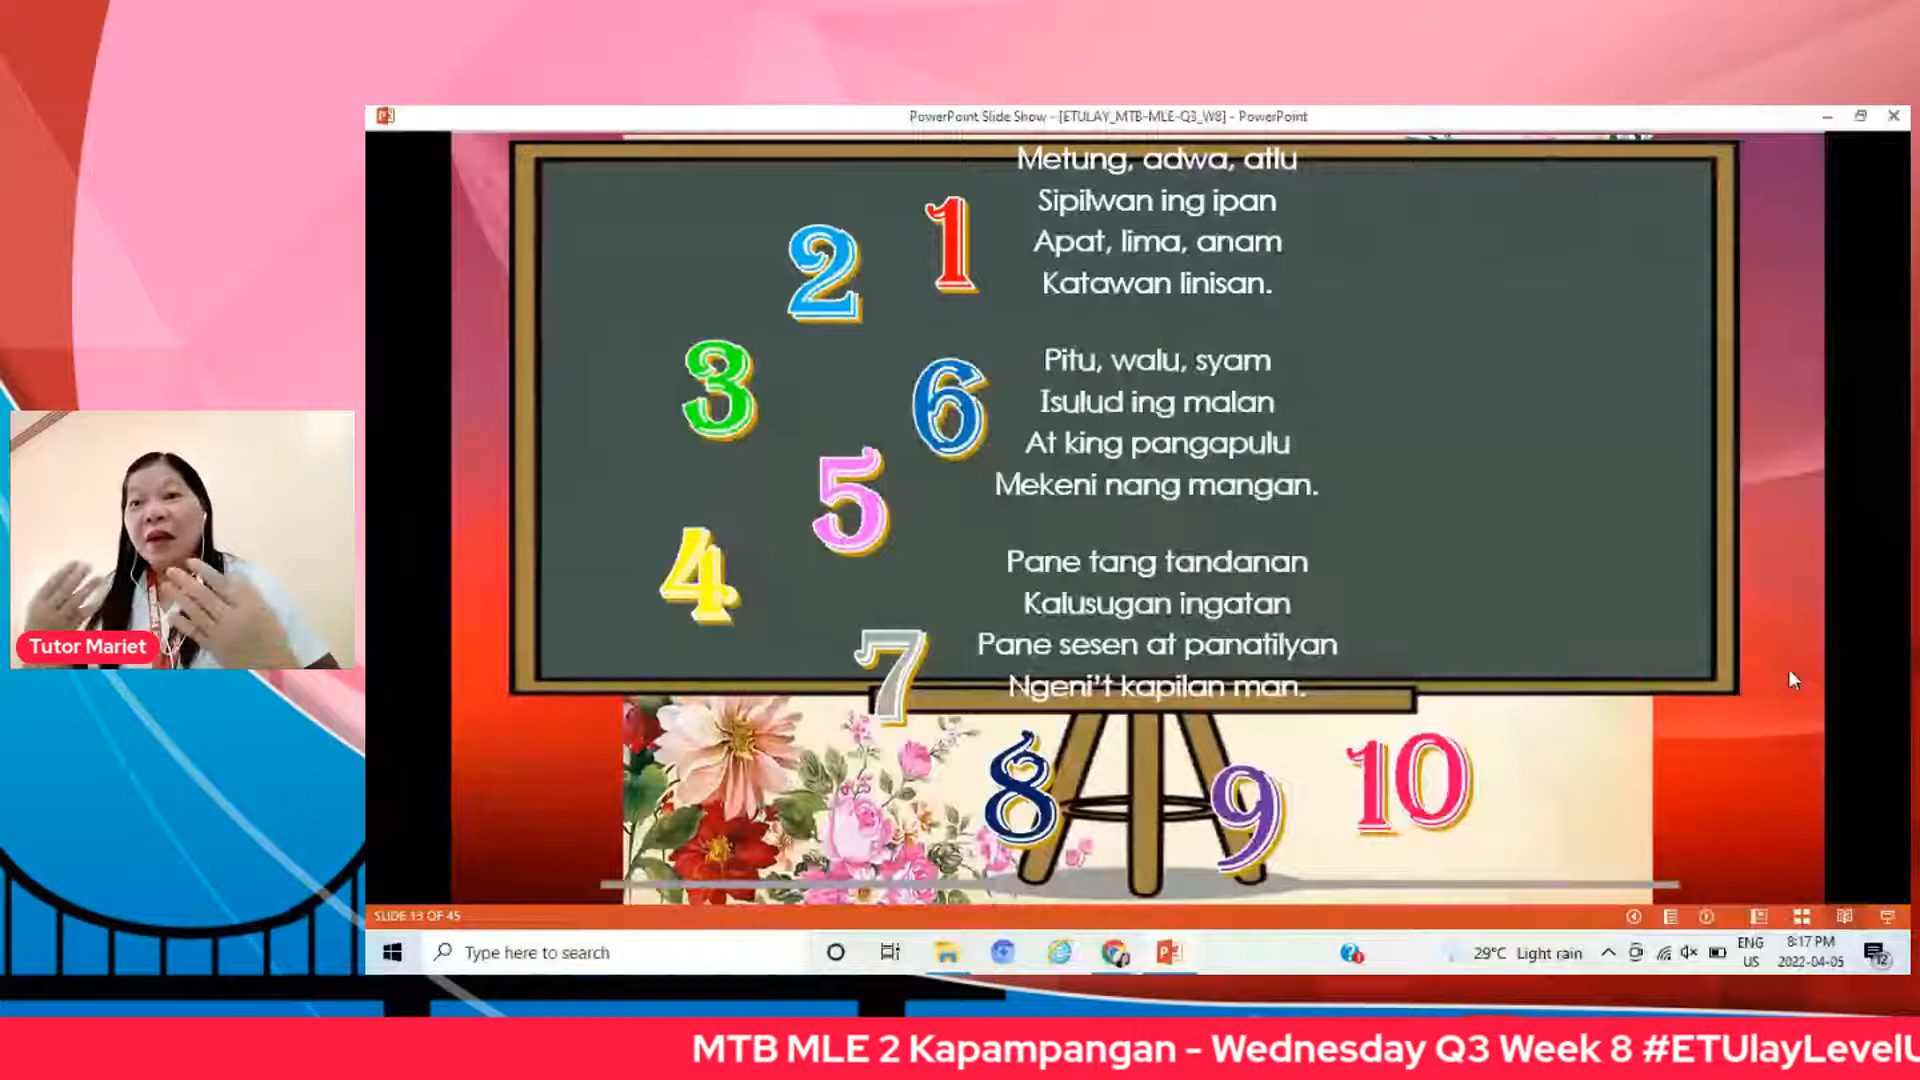 PowerPoint Slide Show - [ETULAY_MTB-MLE-Q3_W8] - PowerPoint
Metung, adwa, atlu
Sipilwan ing ipan
Apat, lima, anam
Katawan linisan.
Pitu, walu, syam
Isulud ing malan
At king pangapulu
Mekeni nang mangan.
Pane tang tandanan
Kalusugan ingatan
Pane sesen at panatilyan
Ngeni't kapilan man.
1
2
3
6
5
4
7
8
9
10
Tutor Mariet
SLIDE 13 OF 45
Type here to search
29°C Light rain
ENG
US
8:17 PM
2022-04-05
12
MTB MLE 2 Kapampangan - Wednesday Q3 Week 8 #ETUlayLevelU